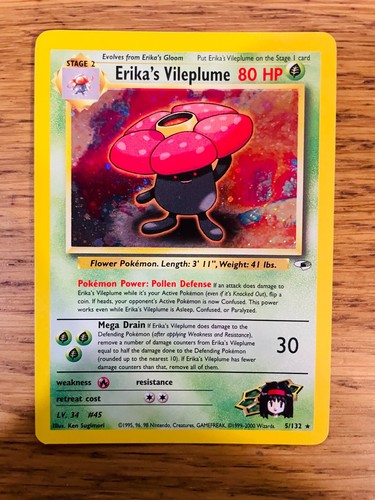 Evolves from Erika's Gloom Put Erika's Vileplume on the Stage 1 card
STAGE 2
Erika's Vileplume 80 HP
Flower Pokémon. Length: 3' 11", Weight: 41 lbs.
Pokémon Power: Pollen Defense If an attack does damage to
Erika's Vileplume while it's your Active Pokémon (even if it's Knocked Out), flip a
coin. If heads, your opponent's Active Pokémon is now Confused. This power
works even while Erika's Vileplume is Asleep, Confused, or Paralyzed.
Mega Drain If Erika's Vileplume does damage to the
Defending Pokémon (after applying Weakness and Resistance),
remove a number of damage counters from Erika's Vileplume
equal to half the damage done to the Defending Pokémon
(rounded up to the nearest 10). If Erika's Vileplume has fewer
damage counters than that, remove all of them.
30
weakness resistance
retreat cost
LV. 34 #45
Illus. Ken Sugimori ©1995, 96, 98 Nintendo, Creatures, GAMEFREAK. ©1999-2000 Wizards 5/132